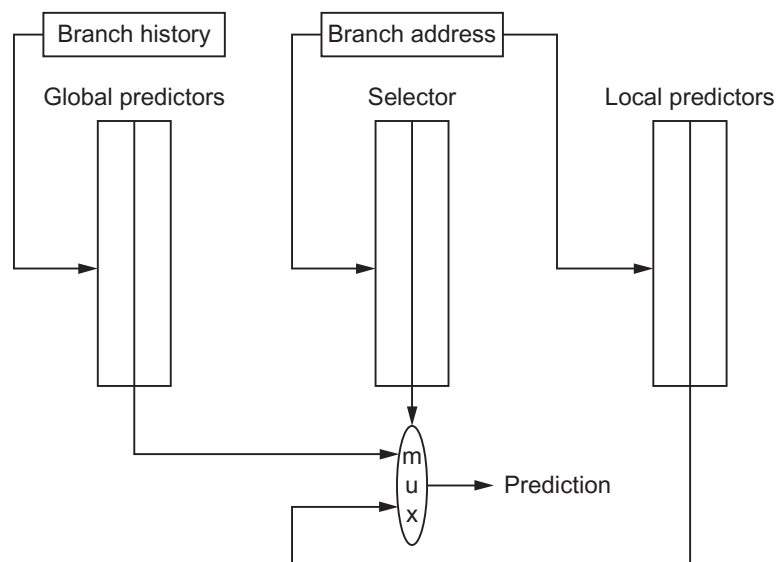 Branch history
Branch address
Global predictors
Selector
Local predictors
m
u
x
Prediction